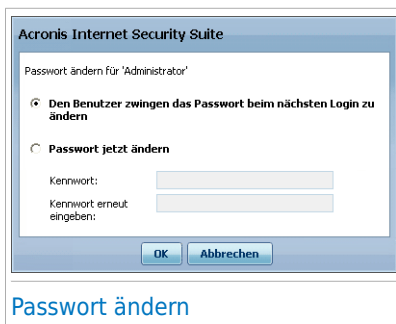 Acronis Internet Security Suite
Passwort ändern für 'Administrator'
Den Benutzer zwingen das Passwort beim nächsten Login zu
ändern
Passwort jetzt ändern
Kennwort:
Kennwort erneut
eingeben:
OK
Abbrechen
Passwort ändern